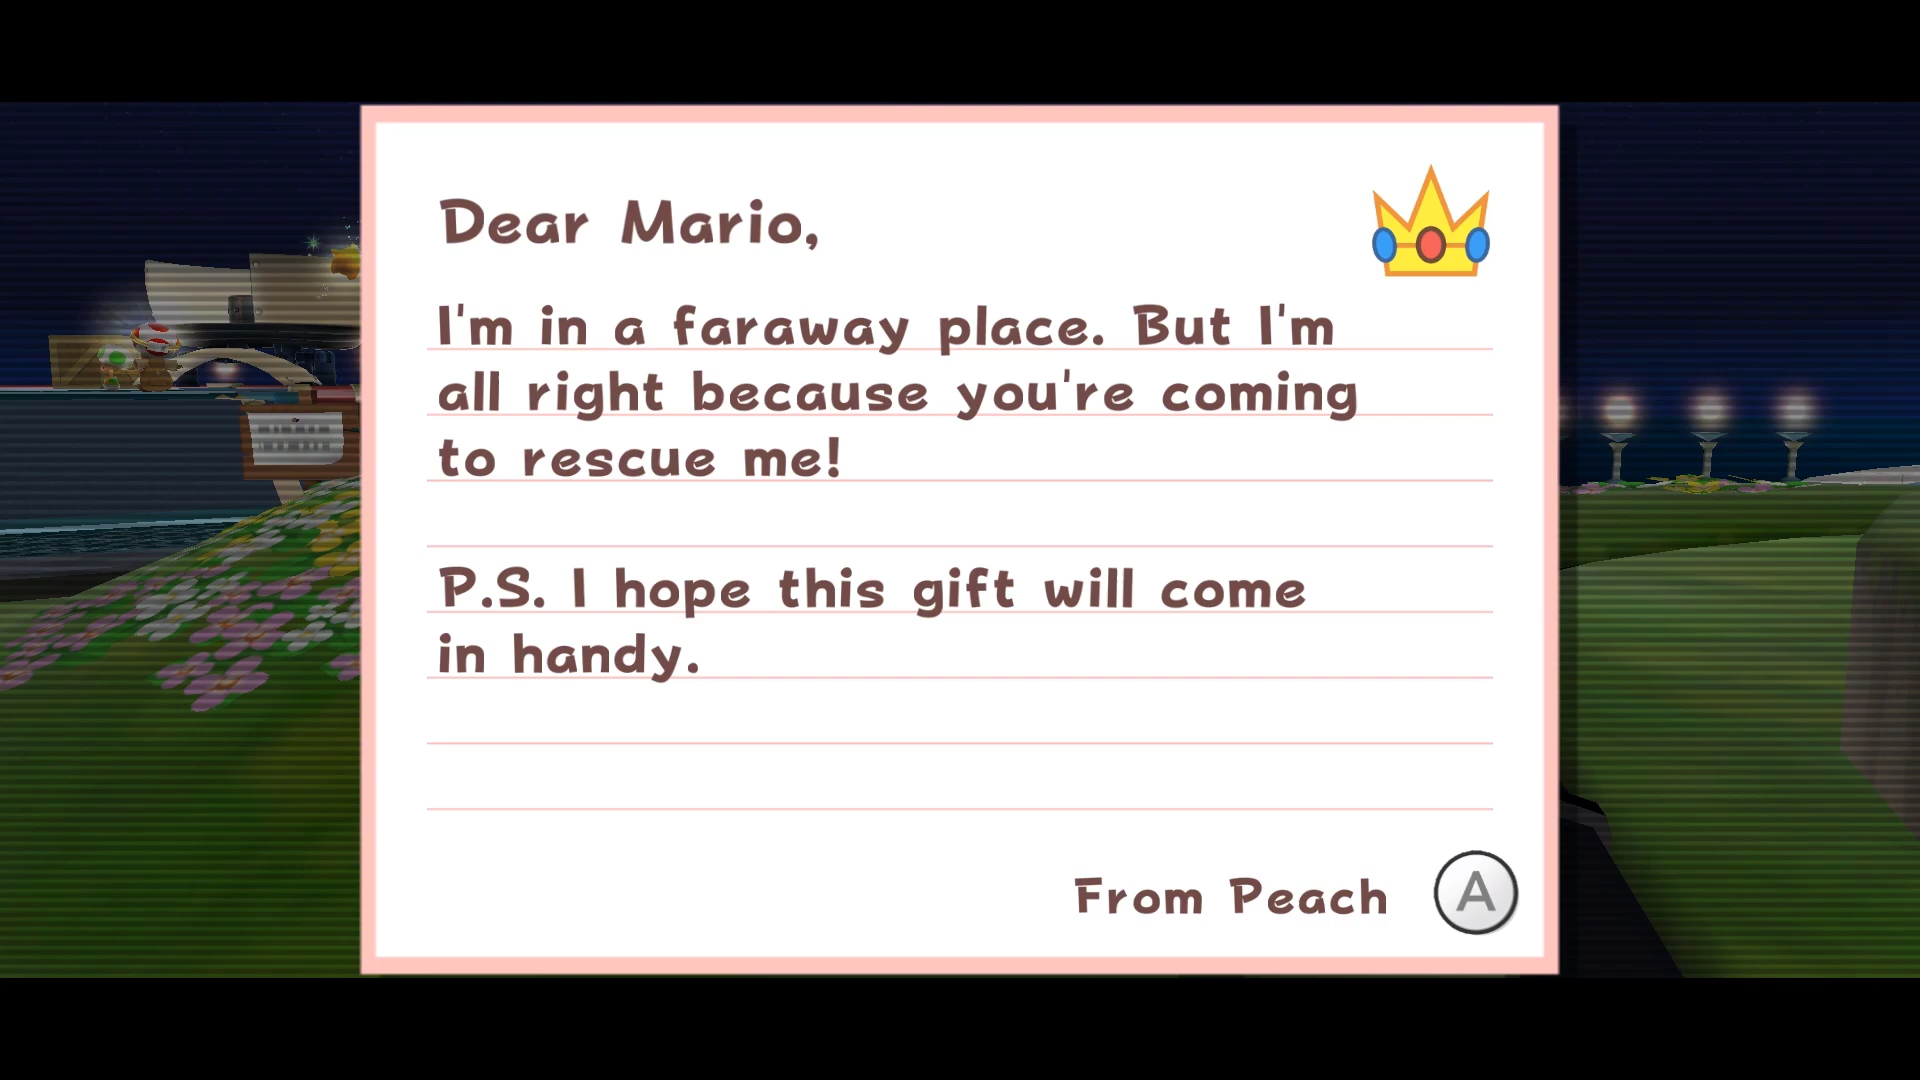 Dear Mario,
I'm in a faraway place. But I'm
all right because you're coming
to rescue me!
P.S. I hope this gift will come
in handy.
From Peach
A